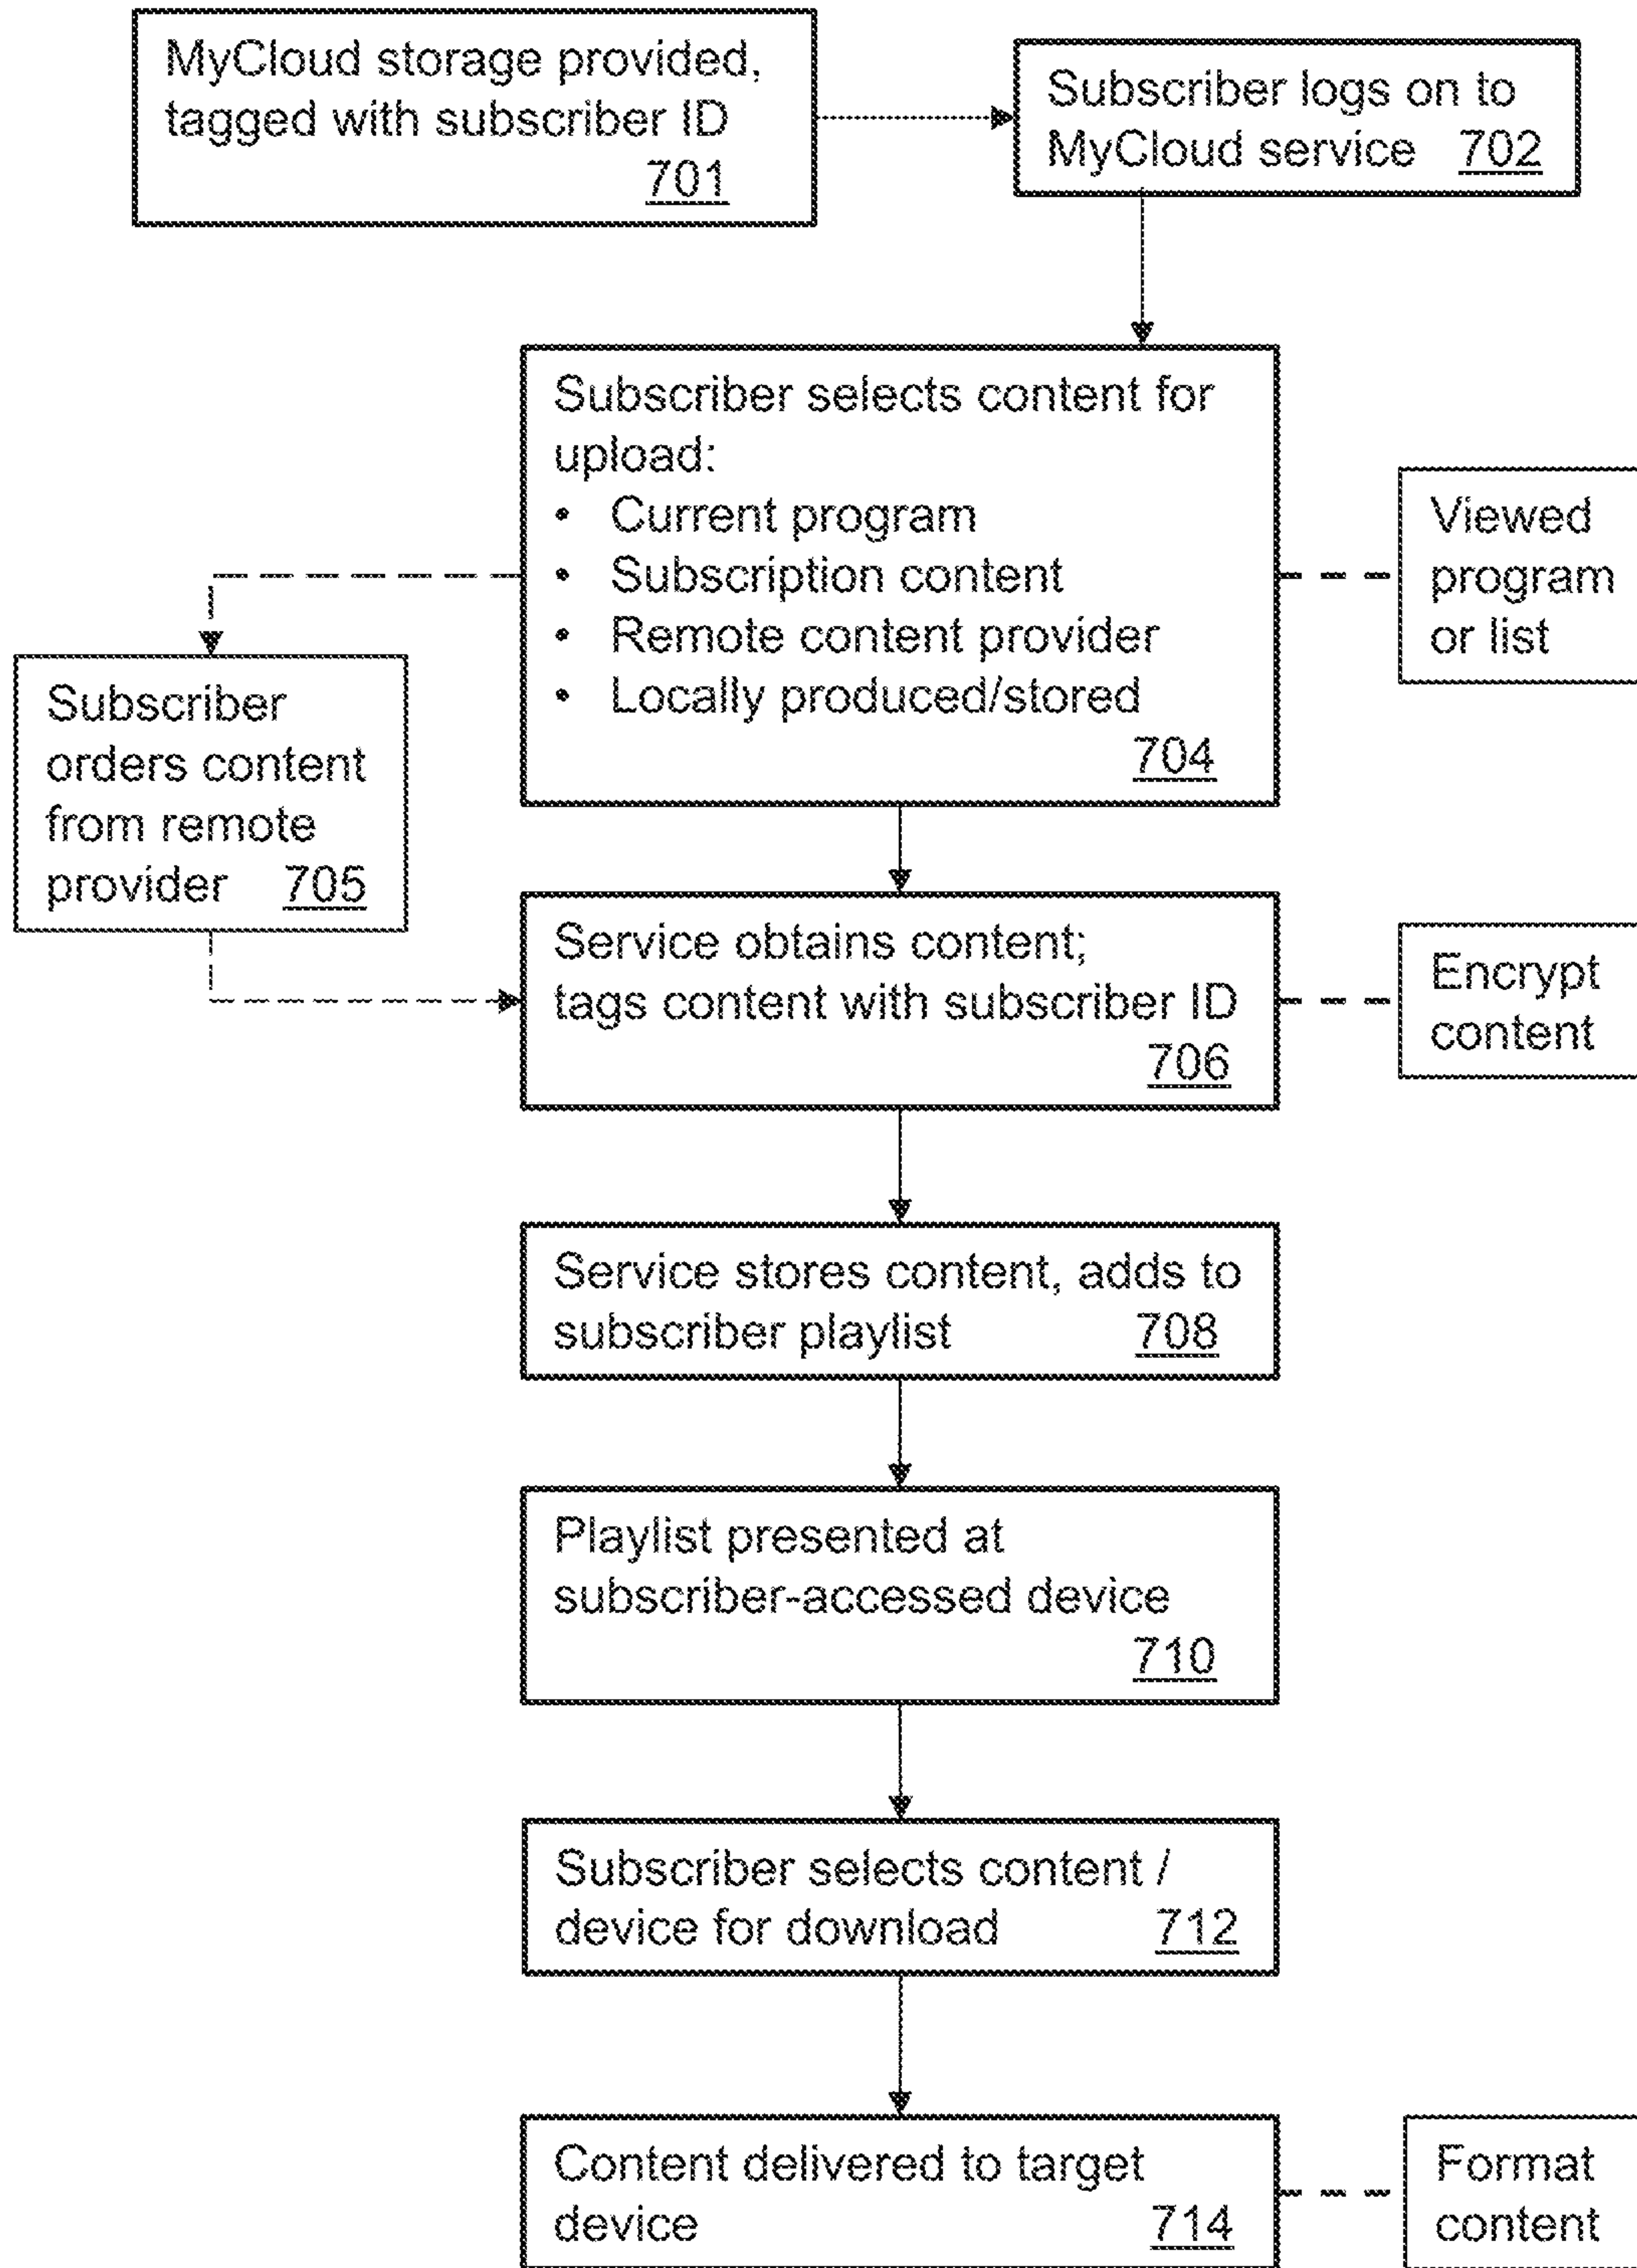 MyCloud storage provided,
tagged with subscriber ID
701
Subscriber logs on to
MyCloud service 702
Subscriber selects content for
upload:
• Current program
• Subscription content
• Remote content provider
• Locally produced/stored
704
Viewed
program
or list
Subscriber
orders content
from remote
provider 705
Service obtains content;
tags content with subscriber ID
706
Encrypt
content
Service stores content, adds to
subscriber playlist 708
Playlist presented at
subscriber-accessed device
710
Subscriber selects content /
device for download 712
Content delivered to target
device 714
Format
content